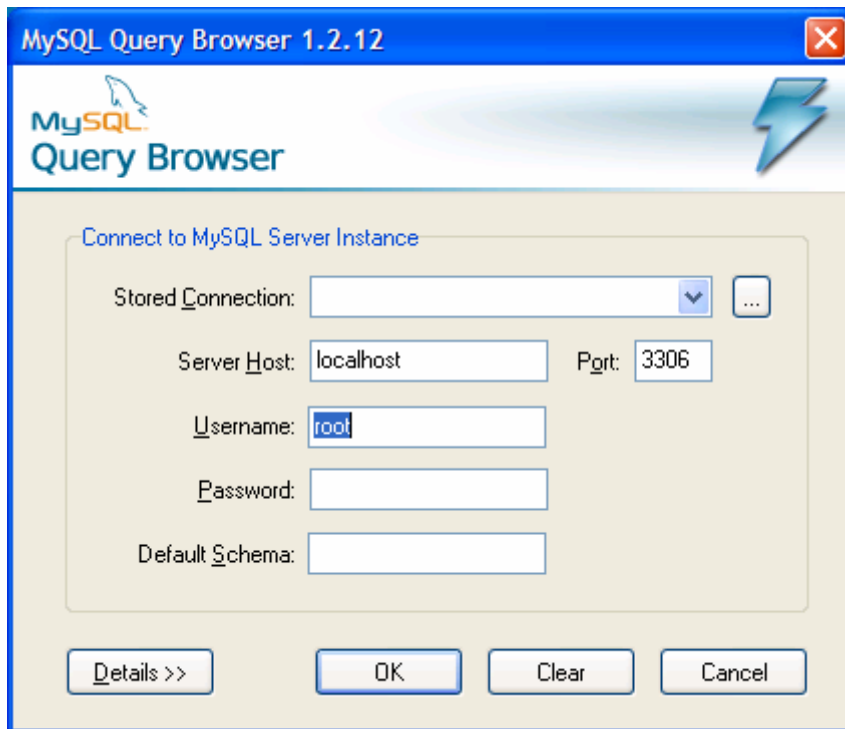 MySQL Query Browser 1.2.12
MySQL
Query Browser
Connect to MySQL Server Instance
Stored Connection:
...
Server Host: localhost Port: 3306
Username: root
Password:
Default Schema:
Details >> OK Clear Cancel